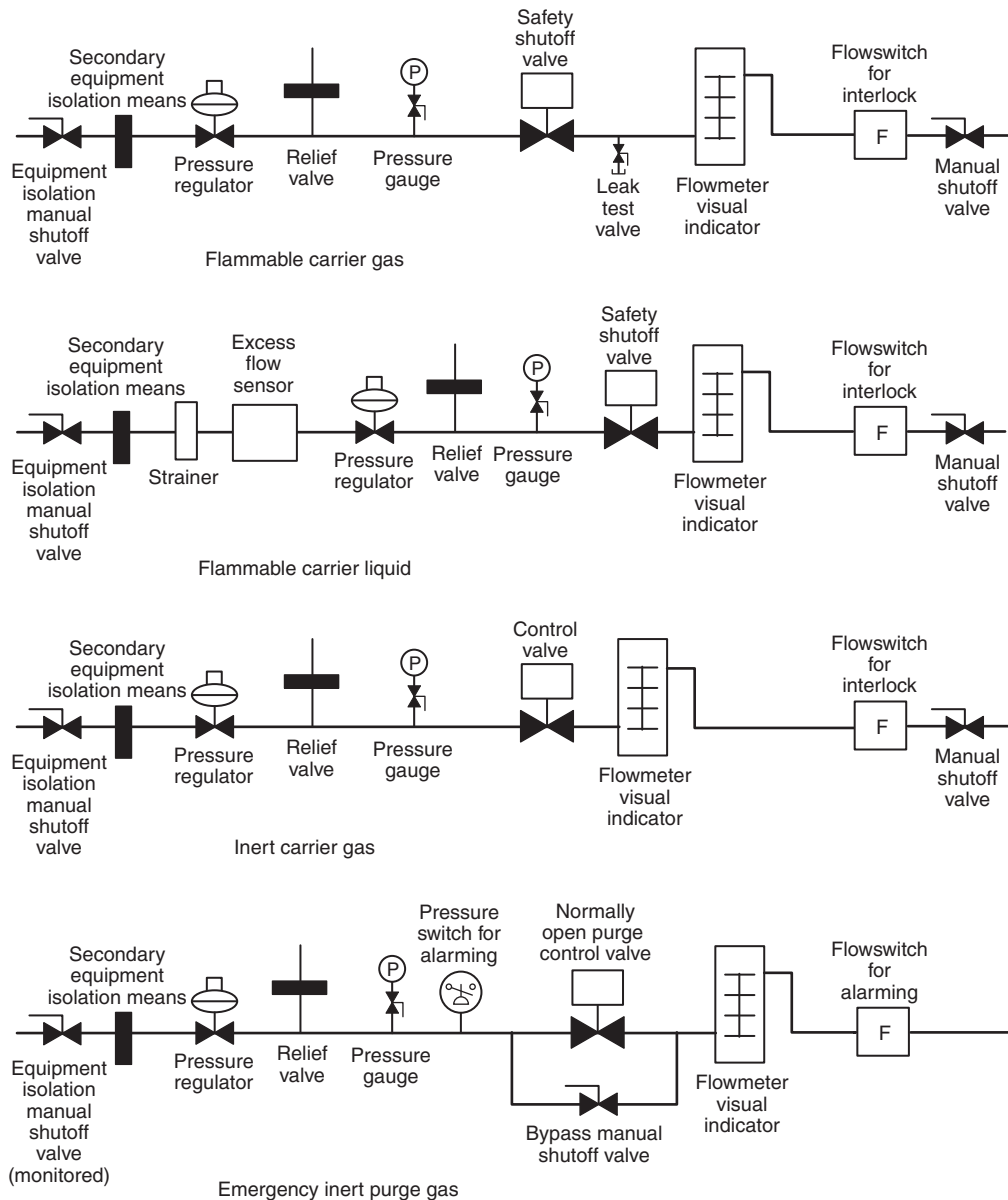 Safety
shutoff
valve
Secondary
equipment
isolation means
P
Flowswitch
for
interlock
F
Equipment
isolation
manual
shutoff
valve
Pressure
regulator
Relief
valve
Pressure
gauge
Leak
test
valve
Flowmeter
visual
indicator
Manual
shutoff
valve
Flammable carrier gas
Secondary
equipment
isolation means
Excess
flow
sensor
P
Safety
shutoff
valve
Flowswitch
for
interlock
F
Equipment
isolation
manual
shutoff
valve
Strainer
Pressure
regulator
Relief
valve
Pressure
gauge
Flowmeter
visual
indicator
Manual
shutoff
valve
Flammable carrier liquid
Secondary
equipment
isolation means
P
Control
valve
Flowswitch
for
interlock
F
Equipment
isolation
manual
shutoff
valve
Pressure
regulator
Relief
valve
Pressure
gauge
Flowmeter
visual
indicator
Manual
shutoff
valve
Inert carrier gas
Secondary
equipment
isolation means
P
Pressure
switch for
alarming
Normally
open purge
control valve
Flowswitch
for
alarming
F
Equipment
isolation
manual
shutoff
valve
(monitored)
Pressure
regulator
Relief
valve
Pressure
gauge
Bypass manual
shutoff valve
Flowmeter
visual
indicator
Emergency inert purge gas